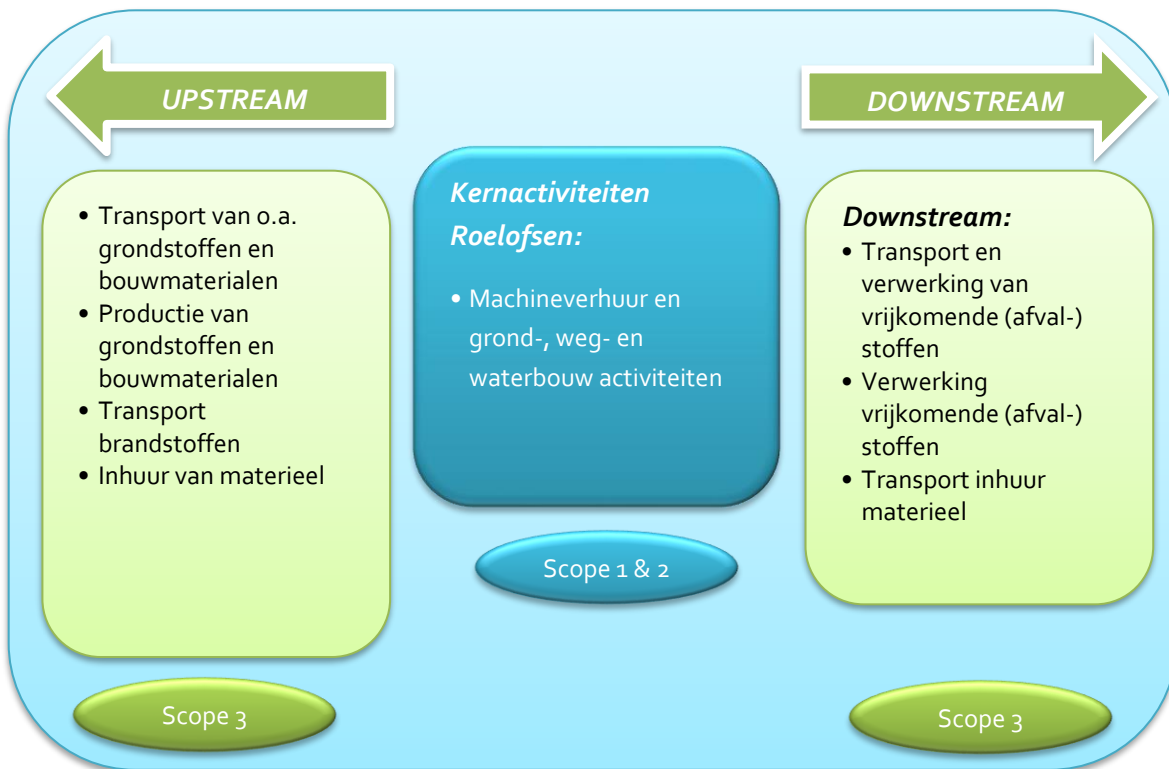 UPSTREAM
• Transport van o.a.
grondstoffen en
bouwmaterialen
• Productie van
grondstoffen en
bouwmaterialen
• Transport
brandstoffen
• Inhuur van materieel
Scope 3
Kernactiviteiten
Roelofsen:
• Machineverhuur en
grond-, weg- en
waterbouw activiteiten
Scope 1 & 2
DOWNSTREAM
Downstream:
• Transport en
verwerking van
vrijkomende (afval-)
stoffen
• Verwerking
vrijkomende (afval-)
stoffen
• Transport inhuur
materieel
Scope 3